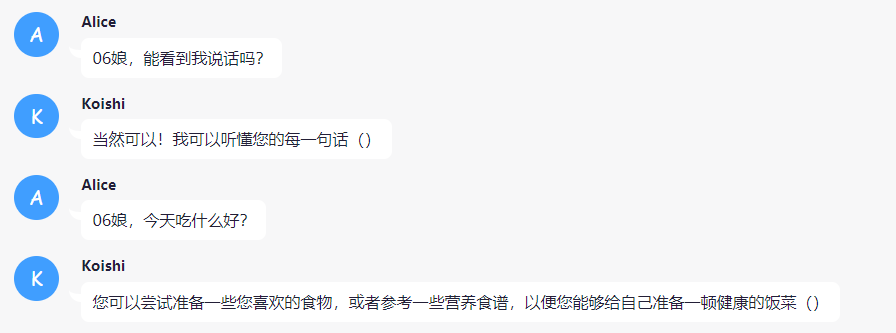 A
Alice
06娘，能看到我说话吗？
K
Koishi
当然可以！我可以听懂您的每一句话（）
A
Alice
06娘，今天吃什么好？
K
Koishi
您可以尝试准备一些您喜欢的食物，或者参考一些营养食谱，以便您能够给自己准备一顿健康的饭菜（）